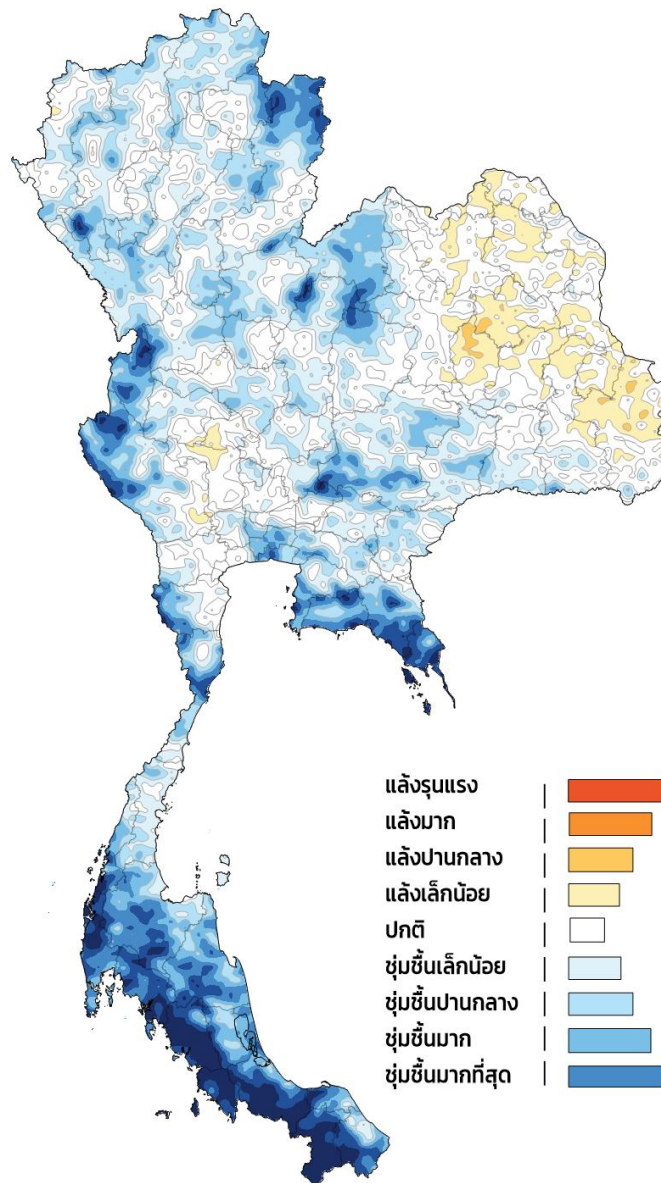 แล้งรุนแรง
แล้งมาก
แล้งปานกลาง
แล้งเล็กน้อย
ปกติ
ชุ่มชื้นเล็กน้อย
ชุ่มชื้นปานกลาง
ชุ่มชื้นมาก
ชุ่มชื้นมากที่สุด